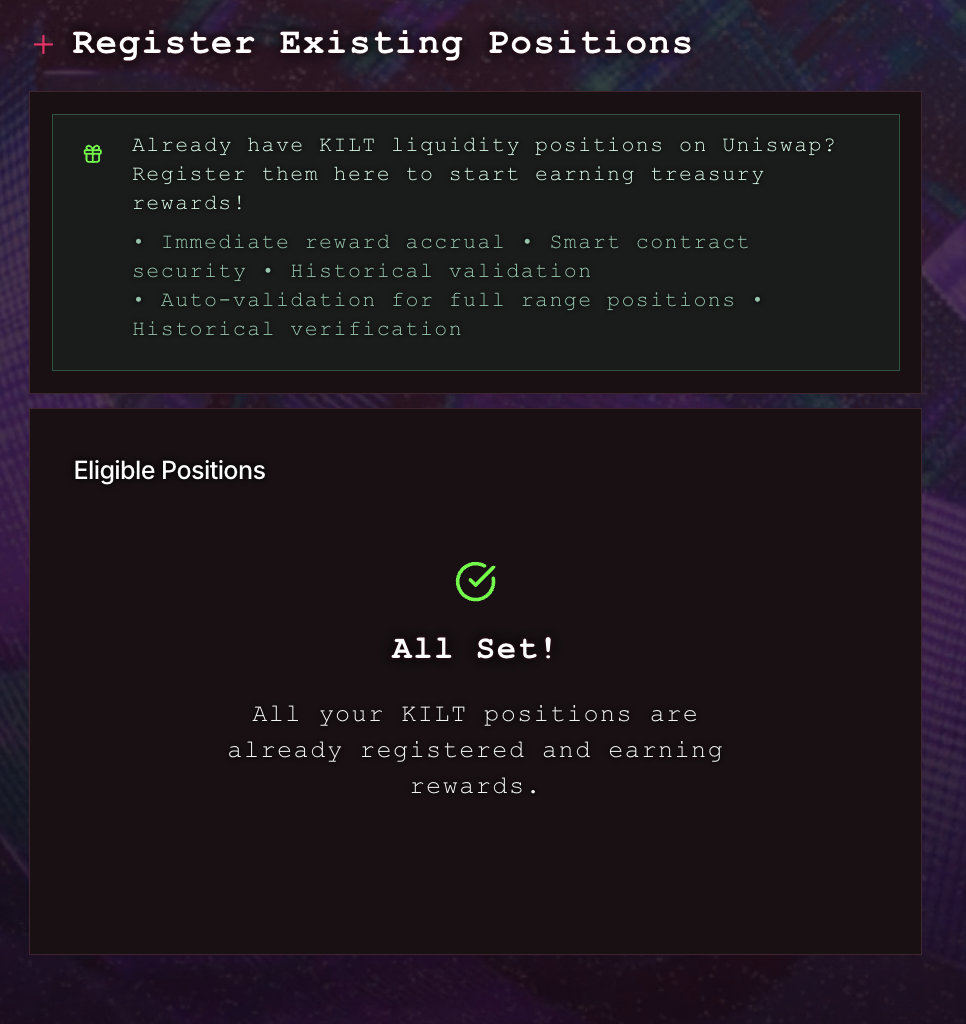 Register Existing Positions
Already have KILT liquidity positions on Uniswap?
Register them here to start earning treasury
rewards!
• Immediate reward accrual • Smart contract
security • Historical validation
• Auto-validation for full range positions •
Historical verification
Eligible Positions
All Set!
All your KILT positions are
already registered and earning
rewards.